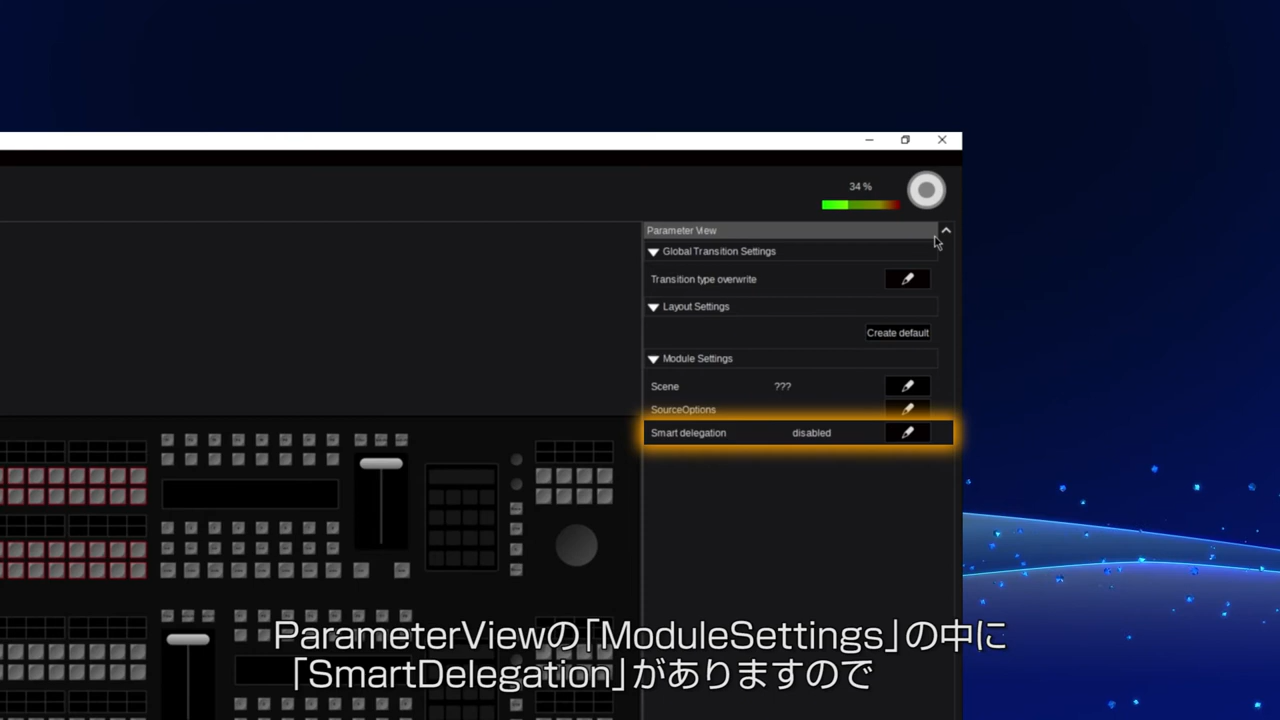 34 %
Parameter View
Global Transition Settings
Transition type overwrite
Layout Settings
Create default
Module Settings
Scene ???
SourceOptions
Smart delegation disabled
ParameterViewの「ModuleSettings」の中に
「SmartDelegation」がありますので